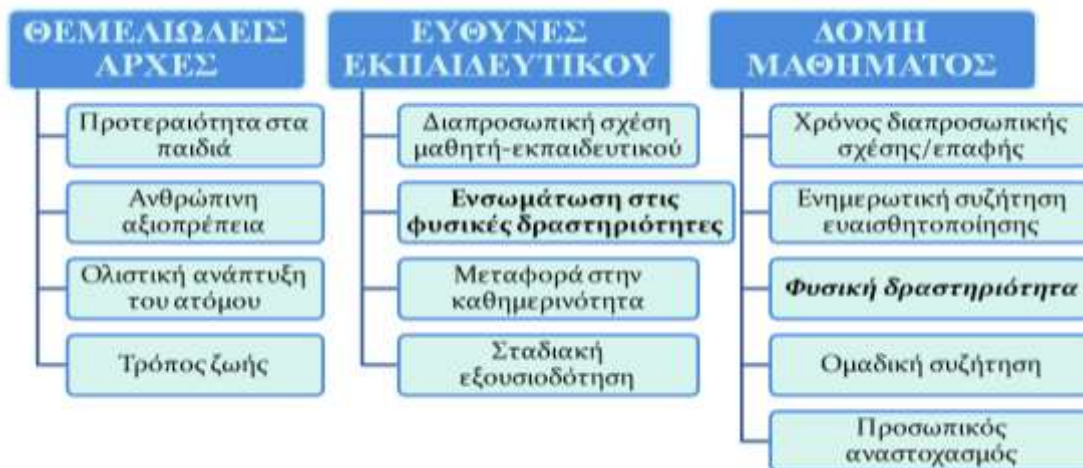 ΘΕΜΕΛΙΩΔΕΙΣ
ΑΡΧΕΣ
Προτεραιότητα στα
παιδιά
Ανθρώπινη
αξιοπρέπεια
Ολιστική ανάπτυξη
του ατόμου
Τρόπος ζωής
ΕΥΘΥΝΕΣ
ΕΚΠΑΙΔΕΥΤΙΚΟΥ
Διαπροσωπική σχέση
μαθητή-εκπαιδευτικού
Ενσωμάτωση στις
φυσικές δραστηριότητες
Μεταφορά στην
καθημερινότητα
Σταδιακή
εξουσιοδότηση
ΔΟΜΗ
ΜΑΘΗΜΑΤΟΣ
Χρόνος διαπροσωπικής
σχέσης/επαφής
Ενημερωτική συζήτηση
ευαισθητοποίησης
Φυσική δραστηριότητα
Ομαδική συζήτηση
Προσωπικός
αναστοχασμός